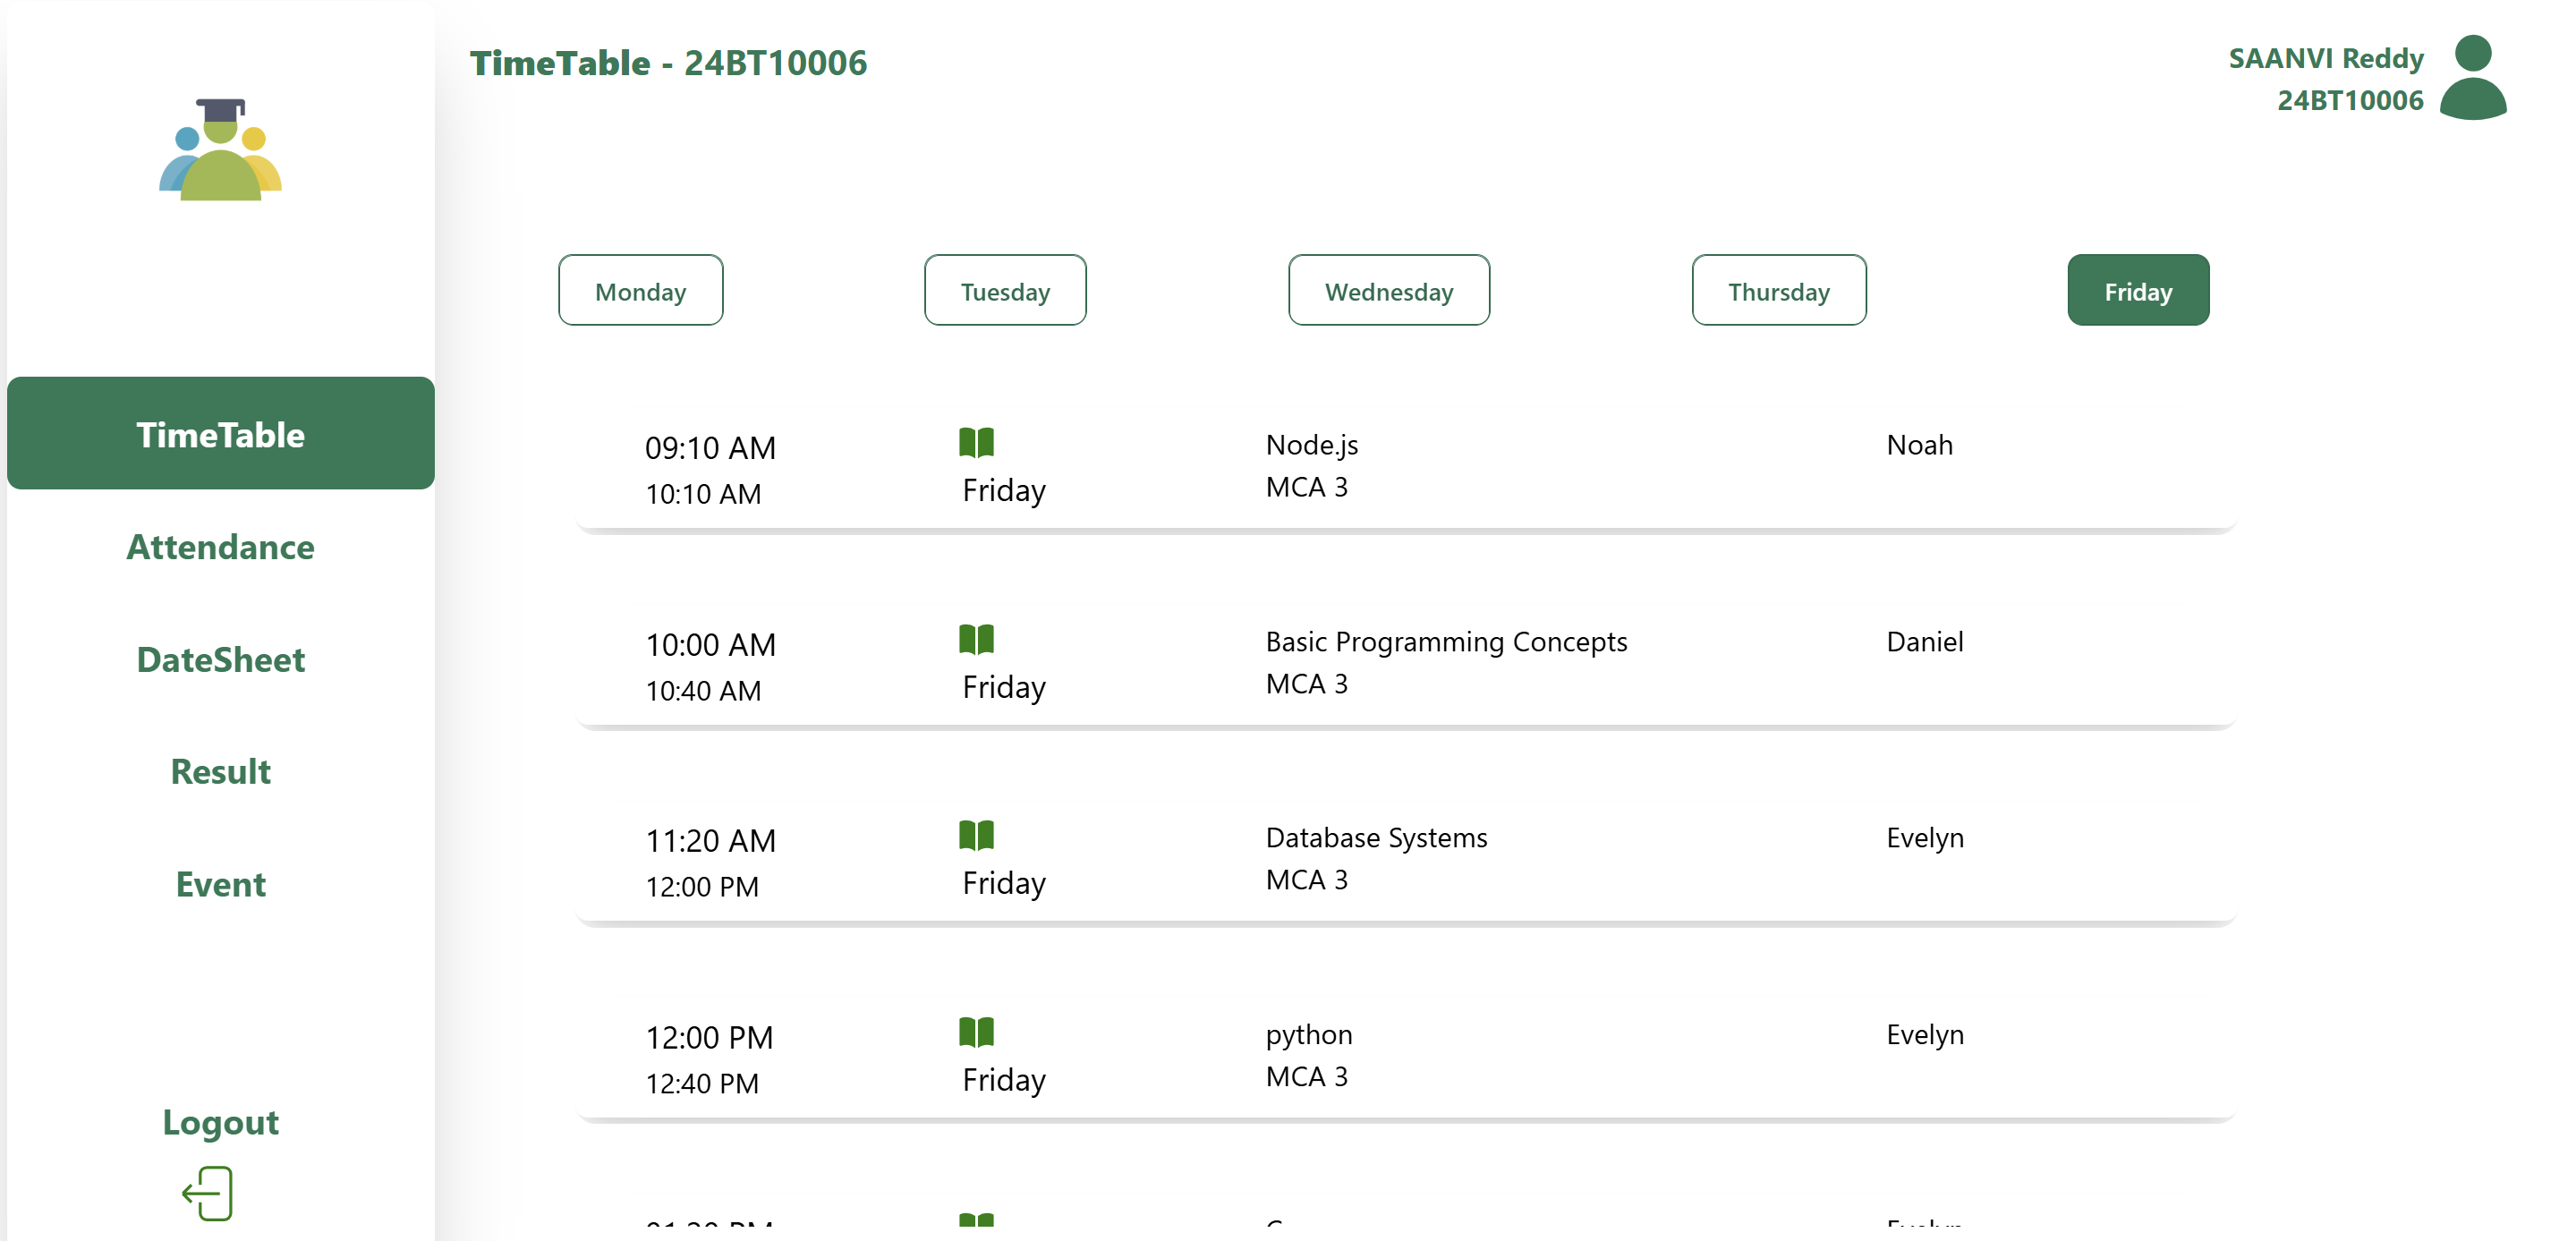 TimeTable - 24BT10006
SAANVI Reddy
24BT10006
Monday
Tuesday
Wednesday
Thursday
Friday
TimeTable
Attendance
DateSheet
Result
Event
Logout
09:10 AM
10:10 AM
Friday
Node.js
MCA 3
Noah
10:00 AM
10:40 AM
Friday
Basic Programming Concepts
MCA 3
Daniel
11:20 AM
12:00 PM
Friday
Database Systems
MCA 3
Evelyn
12:00 PM
12:40 PM
Friday
python
MCA 3
Evelyn
Evelyn